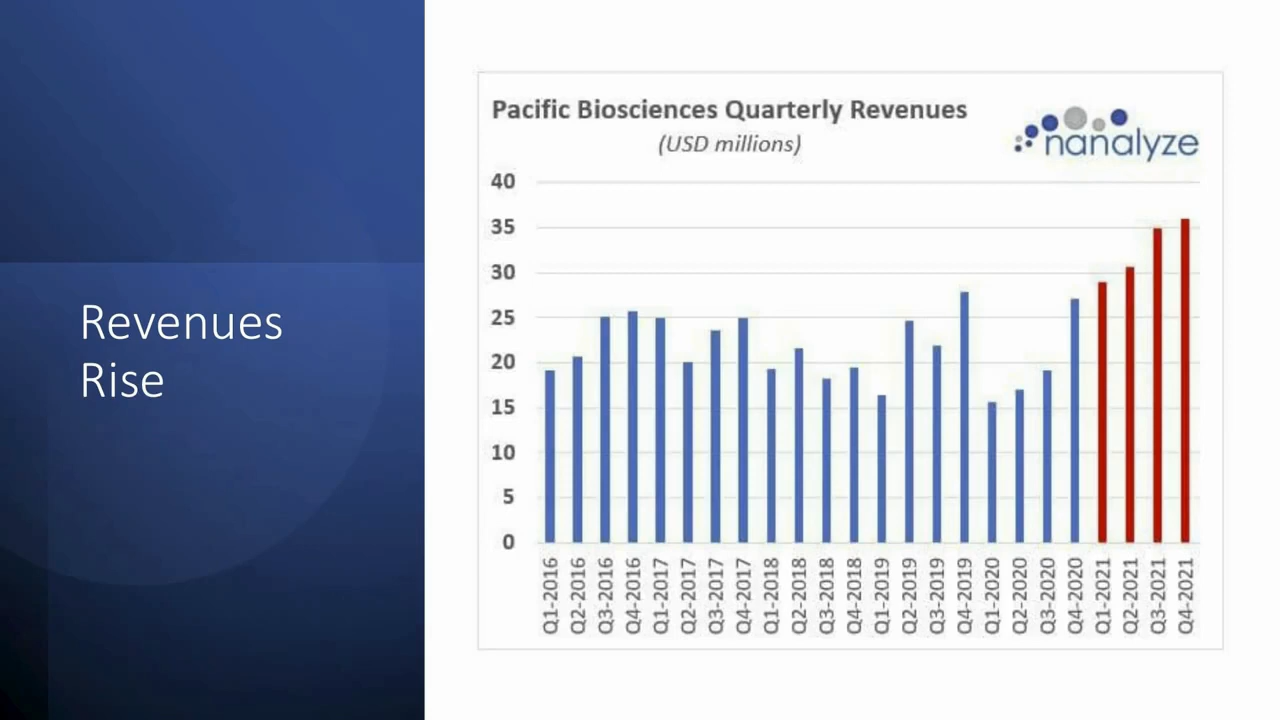 Revenues
Rise
Pacific Biosciences Quarterly Revenues
(USD millions)
nanalyze
40
35
30
25
20
15
10
5
0
Q1-2016
Q2-2016
Q3-2016
Q4-2016
Q1-2017
Q2-2017
Q3-2017
Q4-2017
Q1-2018
Q2-2018
Q3-2018
Q4-2018
Q1-2019
Q2-2019
Q3-2019
Q4-2019
Q1-2020
Q2-2020
Q3-2020
Q4-2020
Q1-2021
Q2-2021
Q3-2021
Q4-2021